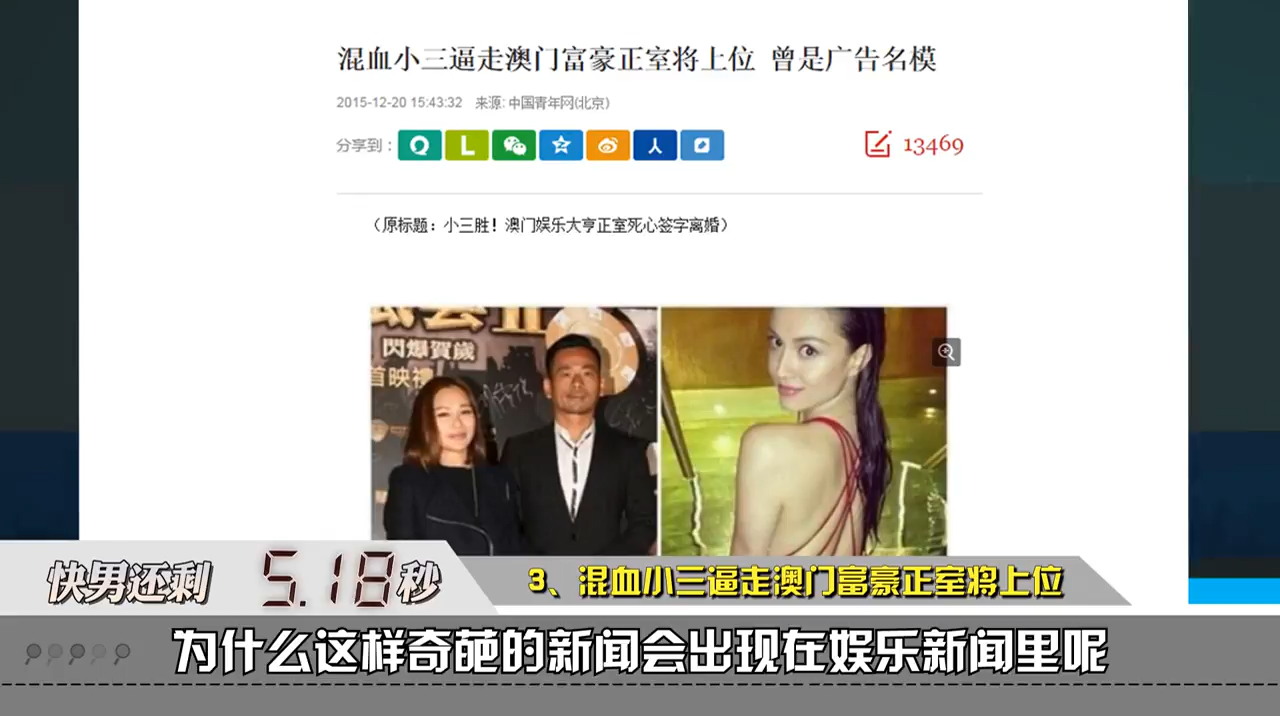 混血小三逼走澳门富豪正室将上位 曾是广告名模
2015-12-20 15:43:32 来源: 中国青年网(北京)
分享到：
13469
（原标题：小三胜！澳门娱乐大亨正室死心签字离婚）
閃爆賀歲
首映禮
快男还剩 5.18秒
3、混血小三逼走澳门富豪正室将上位
为什么这样奇葩的新闻会出现在娱乐新闻里呢